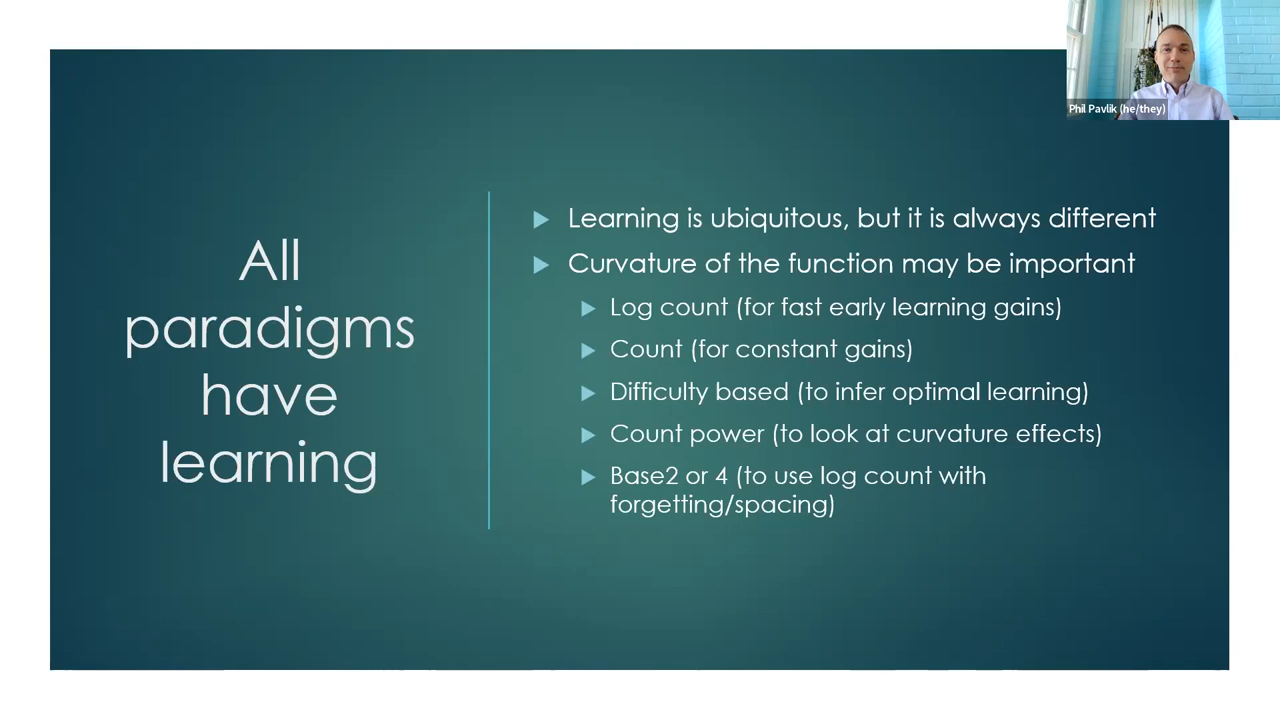 Phil Pavlik (he/they)
All
paradigms
have
learning
Learning is ubiquitous, but it is always different
Curvature of the function may be important
Log count (for fast early learning gains)
Count (for constant gains)
Difficulty based (to infer optimal learning)
Count power (to look at curvature effects)
Base2 or 4 (to use log count with
forgetting/spacing)